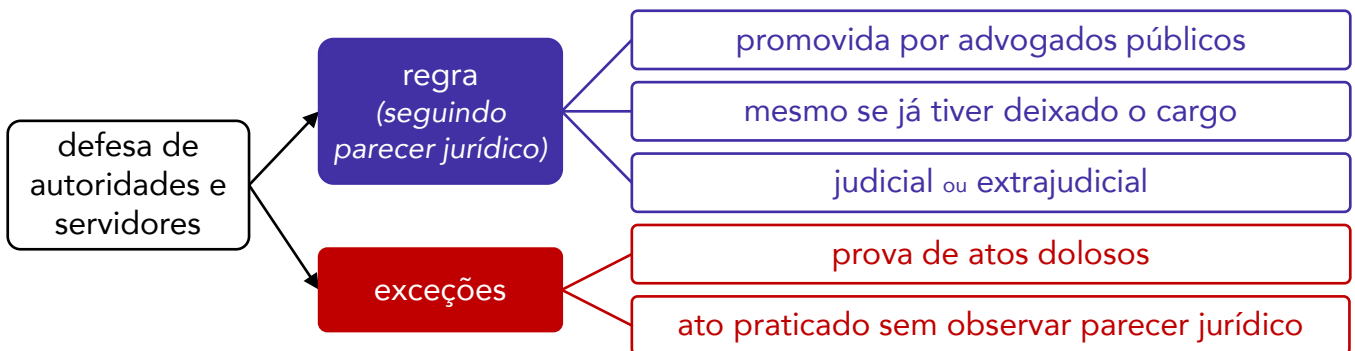 defesa de
autoridades e
servidores
regra
(seguindo
parecer jurídico)
promovida por advogados públicos
mesmo se já tiver deixado o cargo
judicial ou extrajudicial
exceções
prova de atos dolosos
ato praticado sem observar parecer jurídico